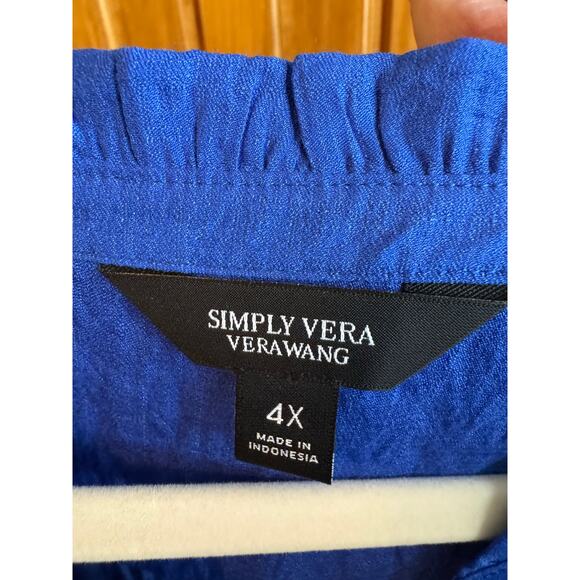 SIMPLY VERA
VERAWANG
4X
MADE IN
INDONESIA